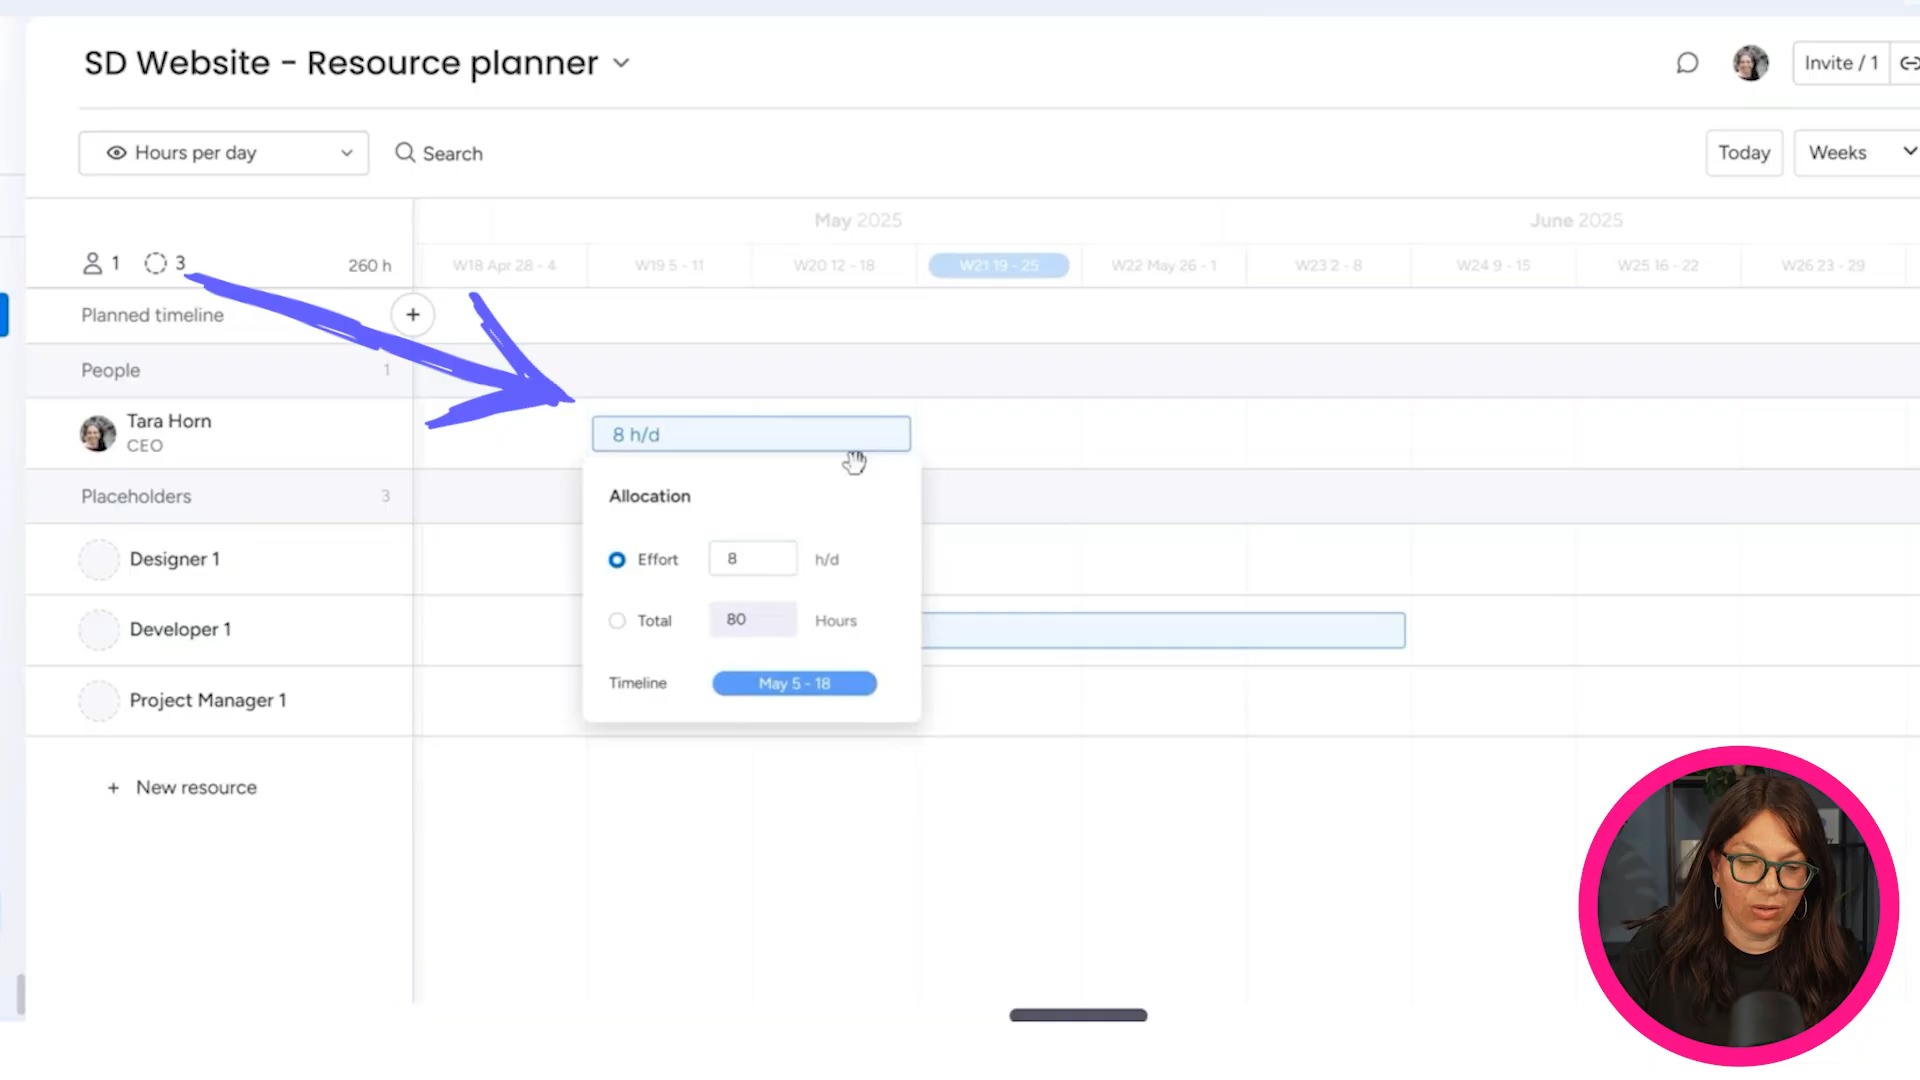 SD Website - Resource planner
Invite / 1
Hours per day
Search
Today
Weeks
May 2025
June 2025
1
3
260 h
W18 Apr 28 - 4
W19 5 - 11
W20 12 - 18
W21 19 - 25
W22 May 26 - 1
W23 2 - 8
W24 9 - 15
W25 16 - 22
W26 23 - 29
Planned timeline
+
People
1
Tara Horn
CEO
8 h/d
Placeholders
3
Allocation
Designer 1
Effort
8
h/d
Developer 1
Total
80
Hours
Timeline
May 5 - 18
Project Manager 1
+ New resource